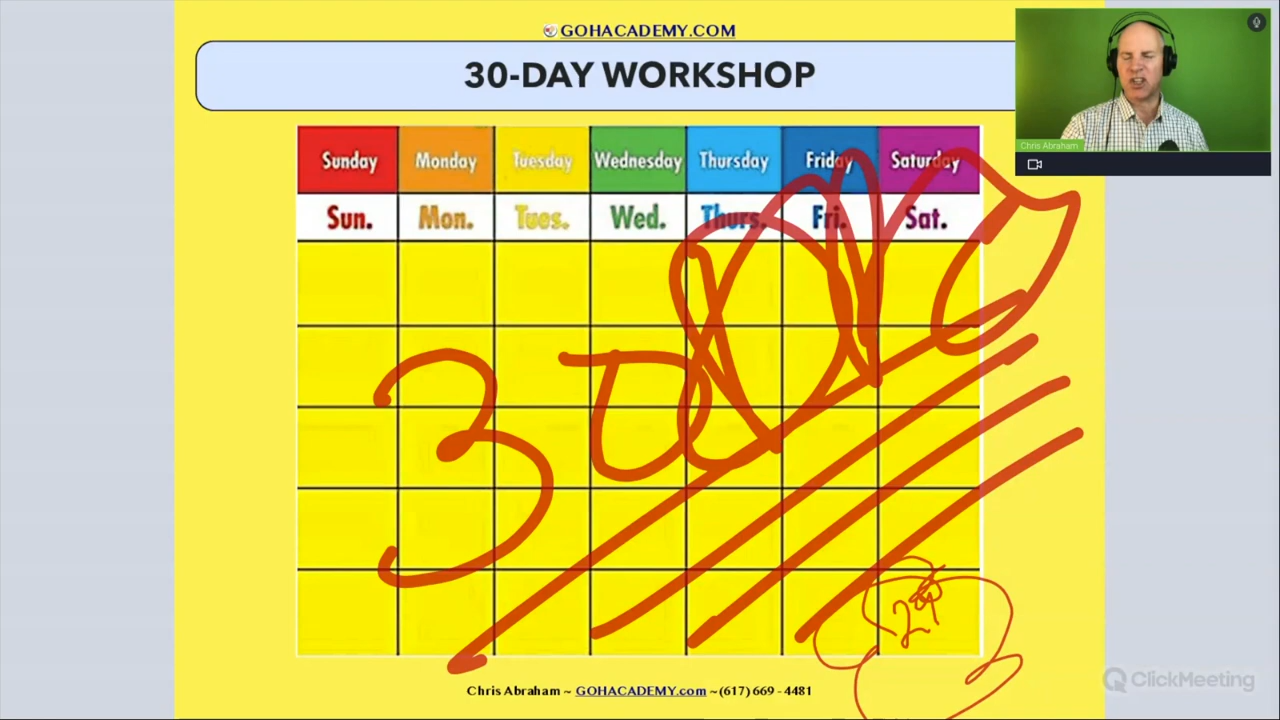 GOHACADEMY.COM
30-DAY WORKSHOP
Chris Abraham
Sunday Monday Tuesday Wednesday Thursday Friday Saturday
Sun. Mon. Tues. Wed. Thurs. Fri. Sat.
Chris Abraham ~ GOHACADEMY.com ~ (617) 669 - 4481
ClickMeeting